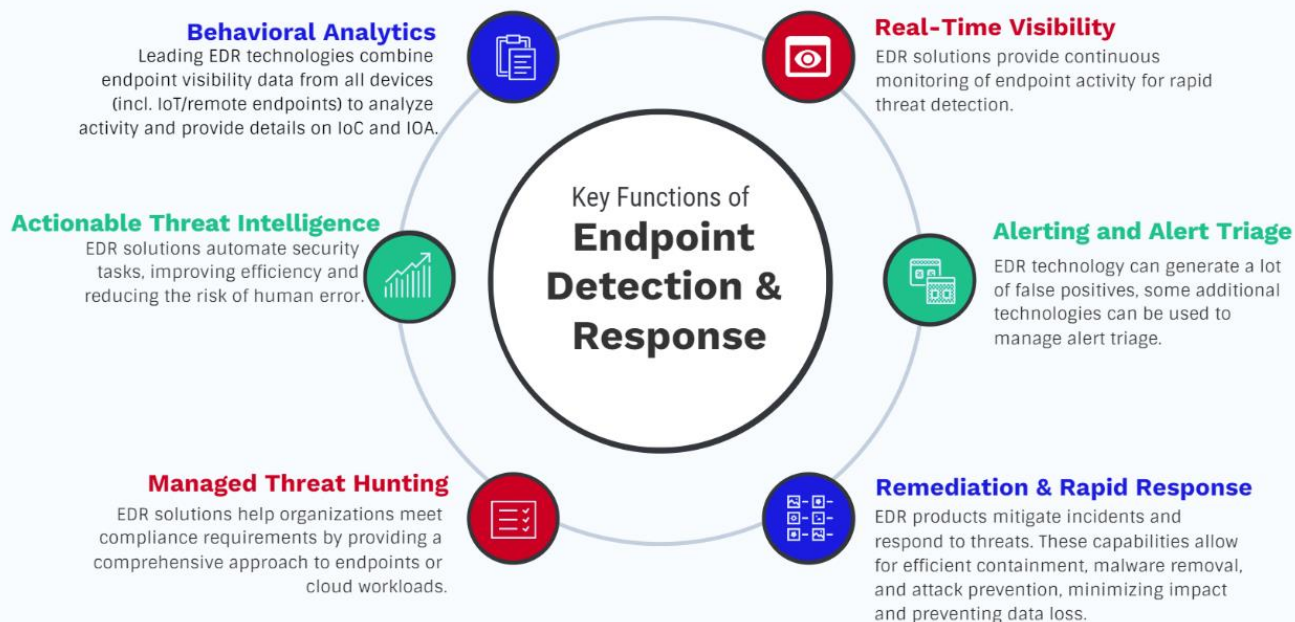 Behavioral Analytics
Leading EDR technologies combine
endpoint visibility data from all devices
(incl. IoT/remote endpoints) to analyze
activity and provide details on IoC and IOA.
Real-Time Visibility
EDR solutions provide continuous
monitoring of endpoint activity for rapid
threat detection.
Key Functions of
Endpoint
Detection &
Response
Actionable Threat Intelligence
EDR solutions automate security
tasks, improving efficiency and
reducing the risk of human error.
Alerting and Alert Triage
EDR technology can generate a lot
of false positives, some additional
technologies can be used to
manage alert triage.
Managed Threat Hunting
EDR solutions help organizations meet
compliance requirements by providing a
comprehensive approach to endpoints or
cloud workloads.
Remediation & Rapid Response
EDR products mitigate incidents and
respond to threats. These capabilities allow
for efficient containment, malware removal,
and attack prevention, minimizing impact
and preventing data loss.